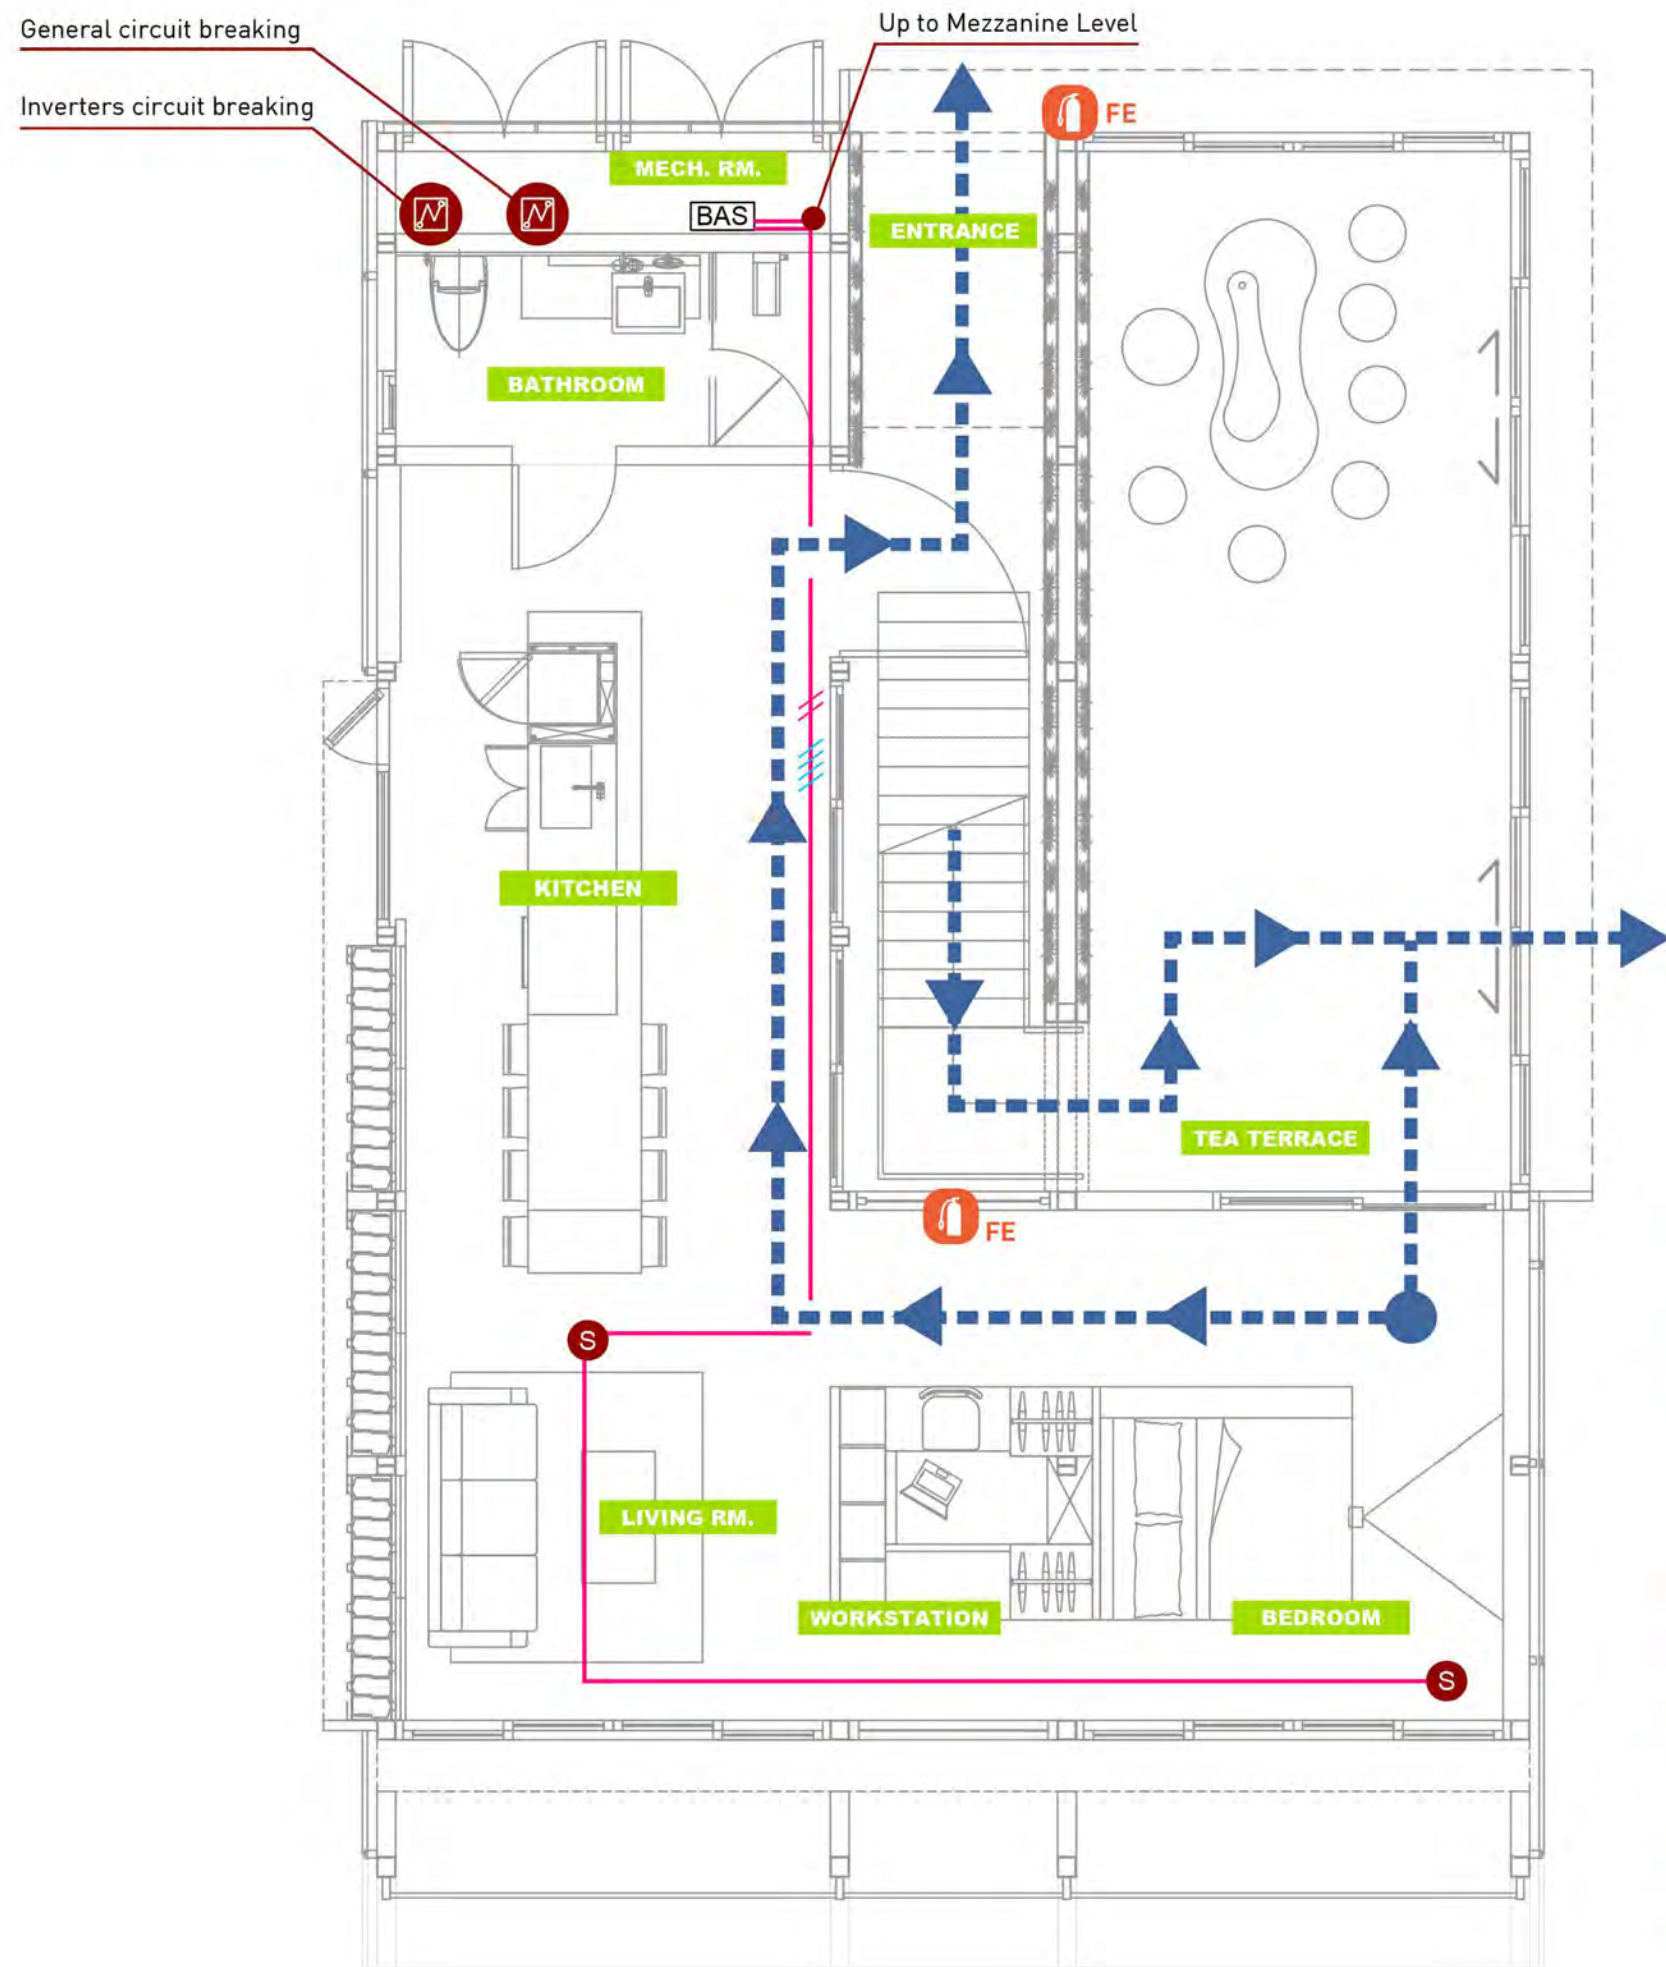 General circuit breaking
Up to Mezzanine Level
Inverters circuit breaking
FE
MECH. RM.
BAS
ENTRANCE
BATHROOM
KITCHEN
TEA TERRACE
FE
S
LIVING RM.
WORKSTATION
BEDROOM
S